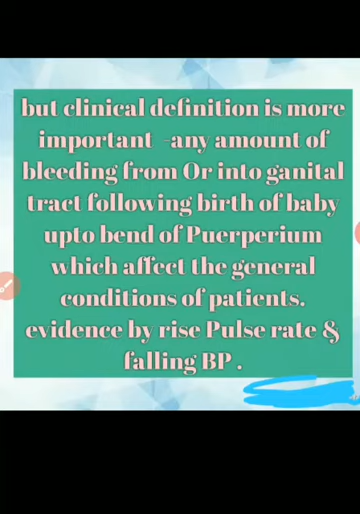 but clinical definition is more
important -any amount of
bleeding from Or into ganital
tract following birth of baby
upto bend of Puerperium
which affect the general
conditions of patients.
evidence by rise Pulse rate &
falling BP .